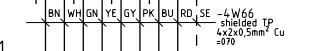 BN WH GN YE GY PK BU RD SE -4W66
shielded TP
4x2x0,5mm² Cu
=070
1